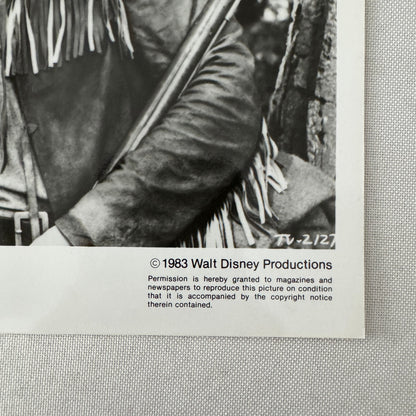 TV-2127
©1983 Walt Disney Productions
Permission is hereby granted to magazines and
newspapers to reproduce this picture on condition
that it is accompanied by the copyright notice
therein contained.